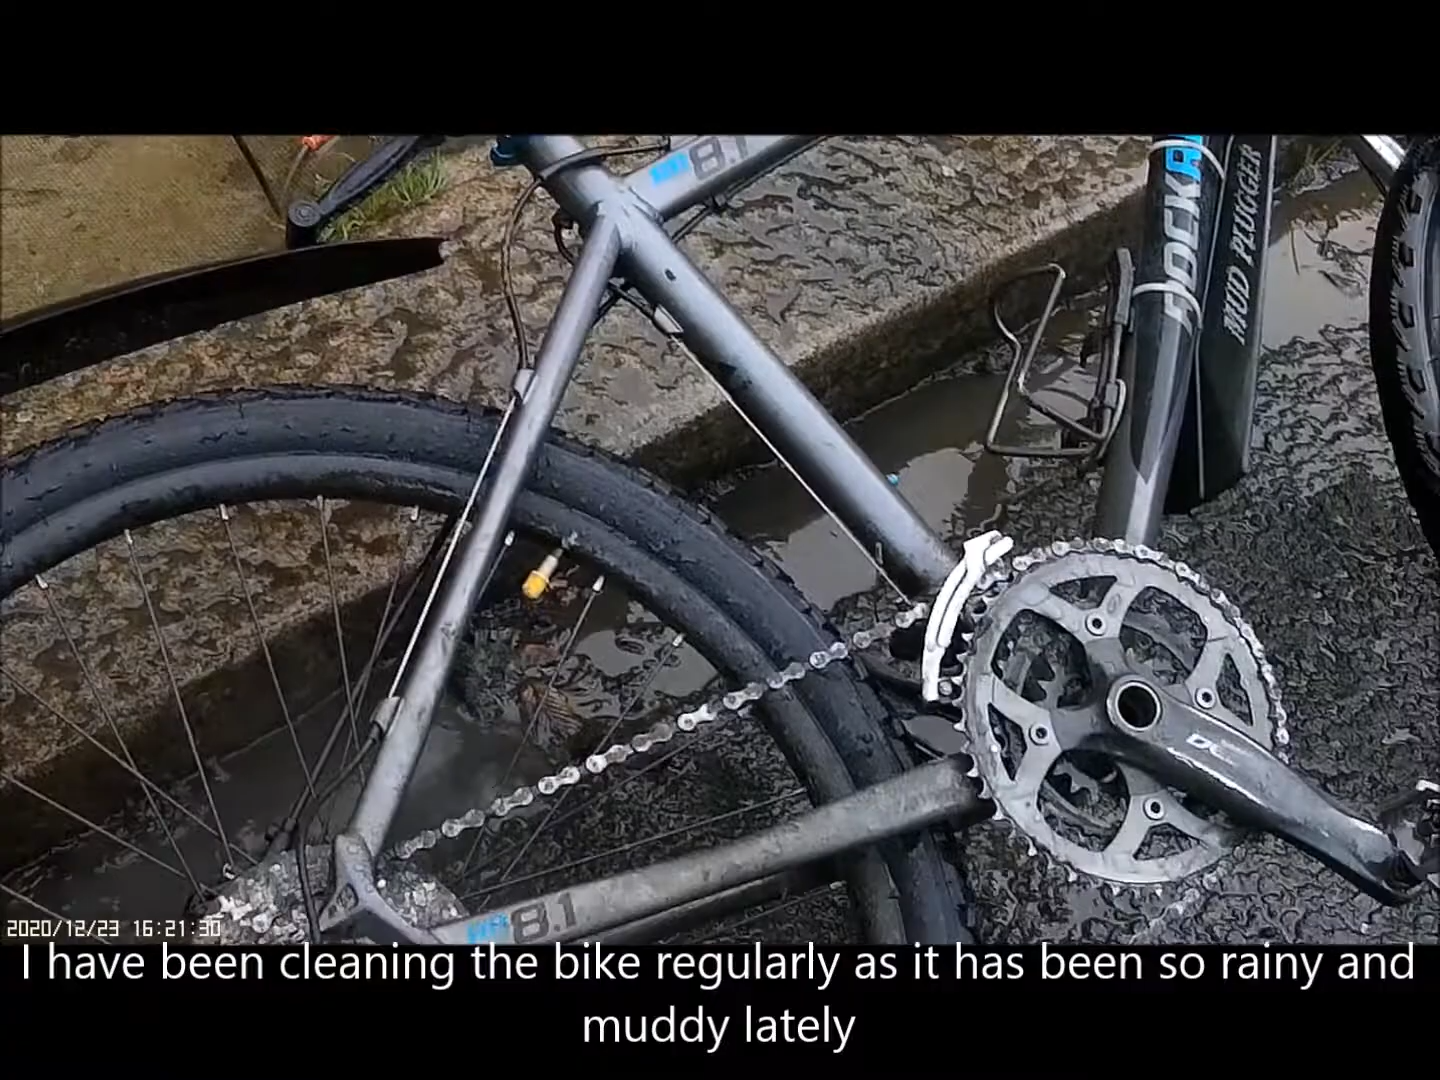 8.1
ROCKR
MUD PLUGGER
8.1
2020/12/23 16:21:30
I have been cleaning the bike regularly as it has been so rainy and
muddy lately